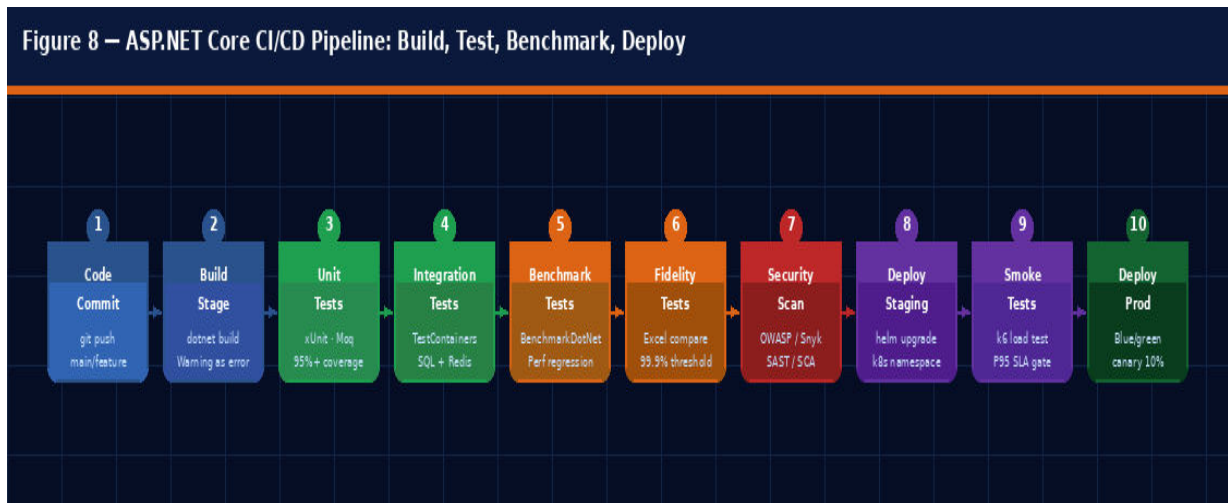 Figure 8 — ASP.NET Core CI/CD Pipeline: Build, Test, Benchmark, Deploy
1
Code
Commit
git push
main/feature
2
Build
Stage
dotnet build
Warning as error
3
Unit
Tests
xUnit · Moq
95%+ coverage
4
Integration
Tests
TestContainers
SQL + Redis
5
Benchmark
Tests
BenchmarkDotNet
Perf regression
6
Fidelity
Tests
Excel compare
99.9% threshold
7
Security
Scan
OWASP / Snyk
SAST / SCA
8
Deploy
Staging
helm upgrade
k8s namespace
9
Smoke
Tests
k6 load test
P95 SLA gate
10
Deploy
Prod
Blue/green
canary 10%